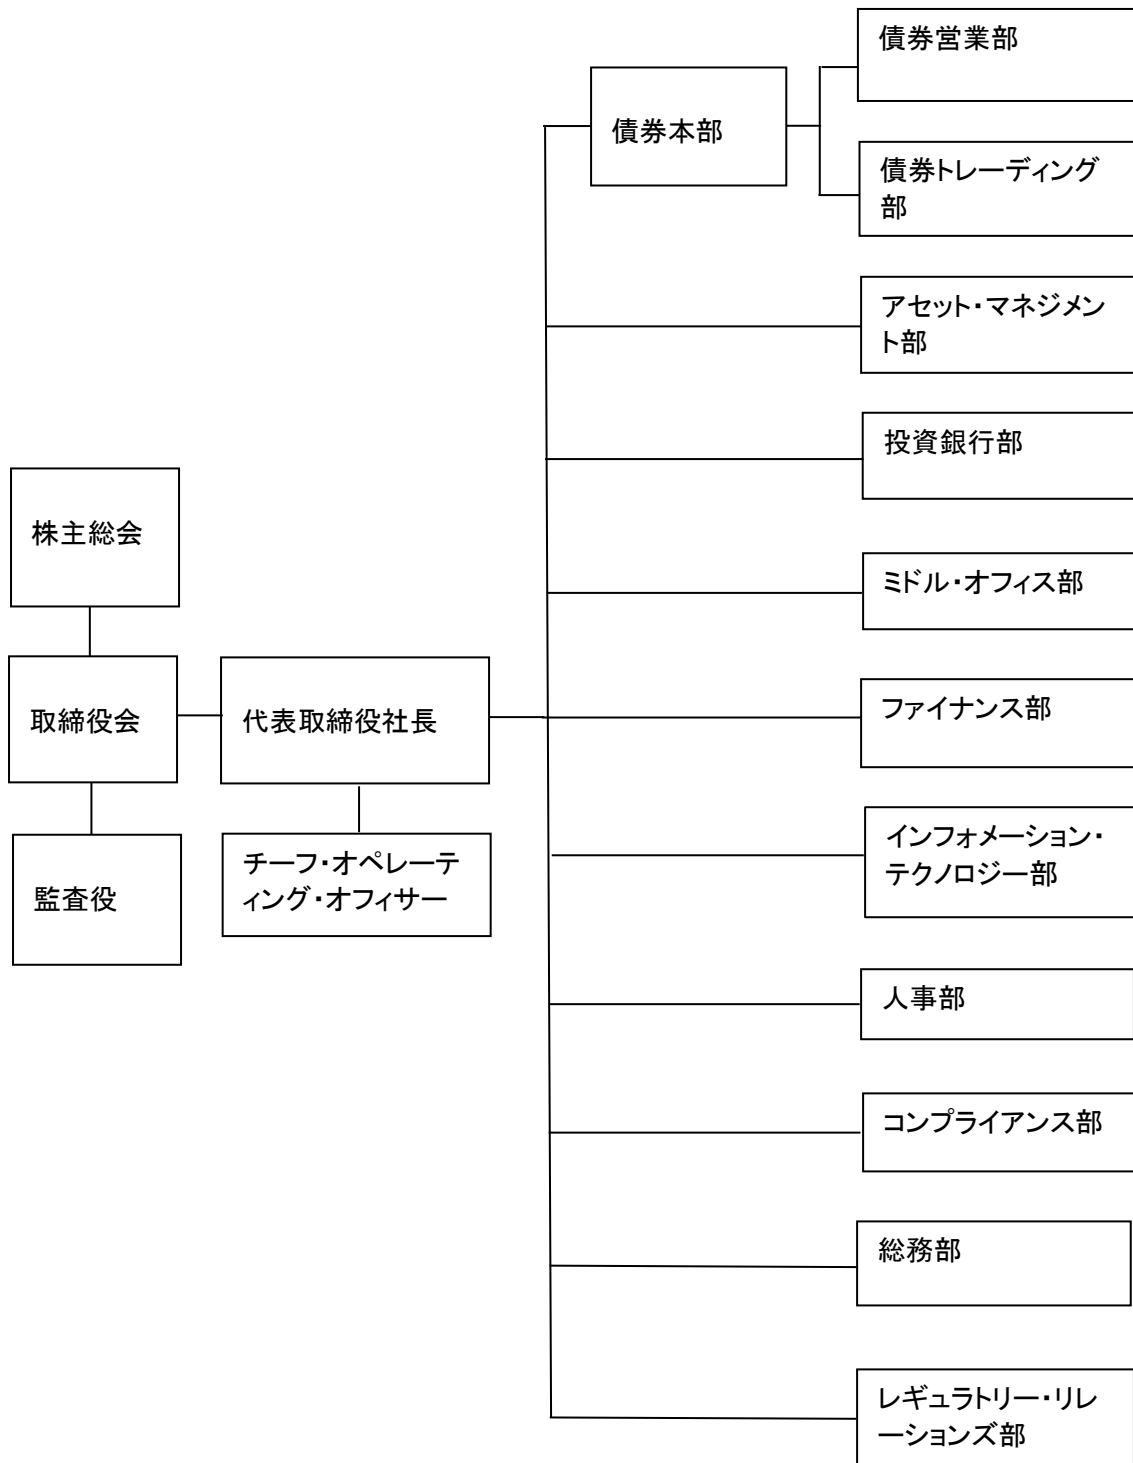 債券営業部
債券本部
債券トレーディング
部
アセット・マネジメン
ト部
投資銀行部
株主総会
ミドル・オフィス部
取締役会
代表取締役社長
ファイナンス部
監査役
チーフ・オペレーテ
ィング・オフィサー
インフォメーション・
テクノロジー部
人事部
コンプライアンス部
総務部
レギュラトリー・リレ
ーションズ部